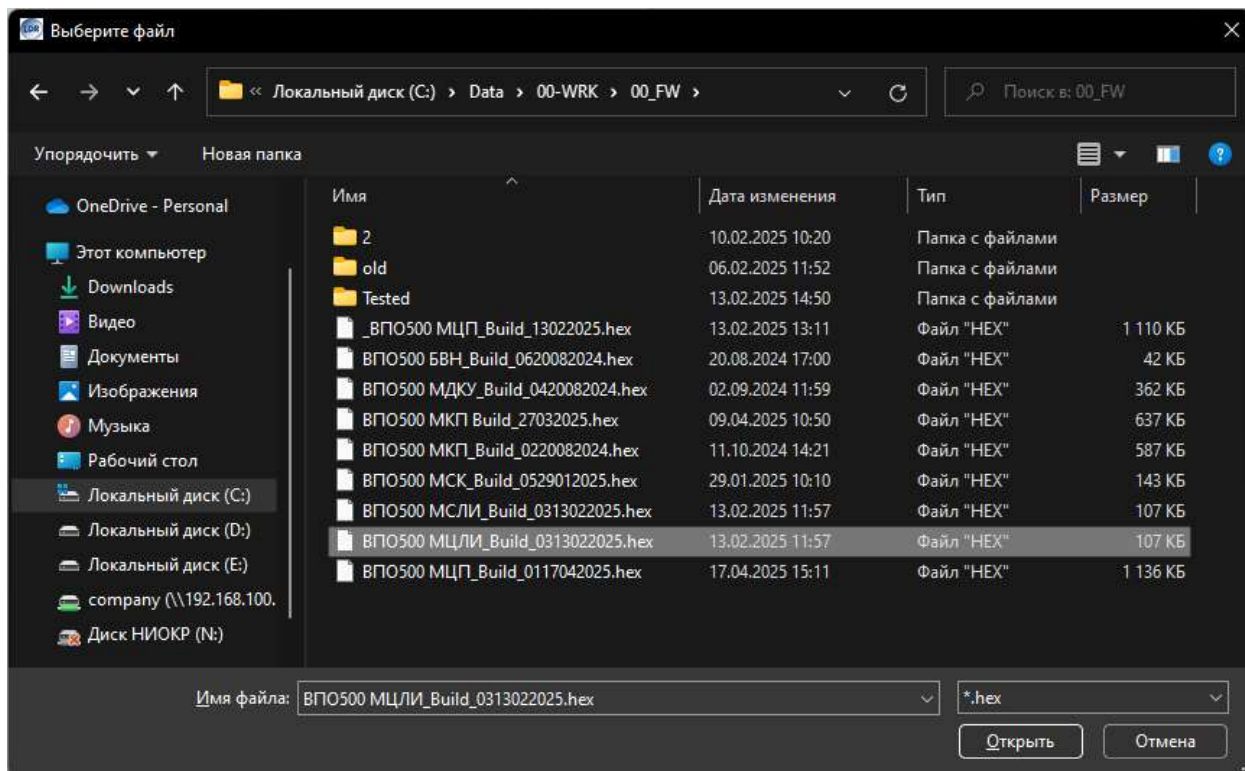 LDR Выберите файл
« Локальный диск (C:) › Data › 00-WRK › 00_FW ›
Поиск в: 00_FW
Упорядочить
Новая папка
OneDrive - Personal
Этот компьютер
Downloads
Видео
Документы
Изображения
Музыка
Рабочий стол
Локальный диск (C:)
Локальный диск (D:)
Локальный диск (E:)
company (\\192.168.100.
Диск НИОКР (N:)
Имя Дата изменения Тип Размер
2 10.02.2025 10:20 Папка с файлами
old 06.02.2025 11:52 Папка с файлами
Tested 13.02.2025 14:50 Папка с файлами
_ВПО500 МЦП_Build_13022025.hex 13.02.2025 13:11 Файл "HEX" 1 110 КБ
ВПО500 БВН_Build_0620082024.hex 20.08.2024 17:00 Файл "HEX" 42 КБ
ВПО500 МДКУ_Build_0420082024.hex 02.09.2024 11:59 Файл "HEX" 362 КБ
ВПО500 МКП Build_27032025.hex 09.04.2025 10:50 Файл "HEX" 637 КБ
ВПО500 МКП_Build_0220082024.hex 11.10.2024 14:21 Файл "HEX" 587 КБ
ВПО500 МСК_Build_0529012025.hex 29.01.2025 10:10 Файл "HEX" 143 КБ
ВПО500 МСЛИ_Build_0313022025.hex 13.02.2025 11:57 Файл "HEX" 107 КБ
ВПО500 МЦЛИ_Build_0313022025.hex 13.02.2025 11:57 Файл "HEX" 107 КБ
ВПО500 МЦП_Build_0117042025.hex 17.04.2025 15:11 Файл "HEX" 1 136 КБ
Имя файла: ВПО500 МЦЛИ_Build_0313022025.hex *.hex
Открыть Отмена